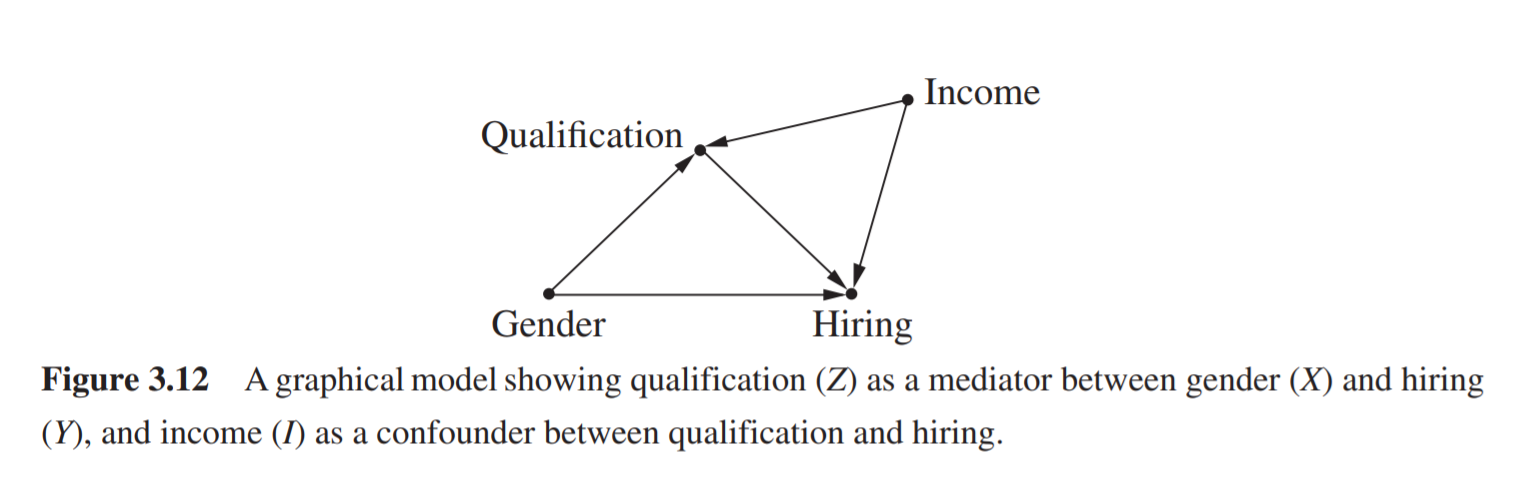 Income
Qualification
Gender
Hiring
Figure 3.12 A graphical model showing qualification (Z) as a mediator between gender (X) and hiring
(Y), and income (I) as a confounder between qualification and hiring.